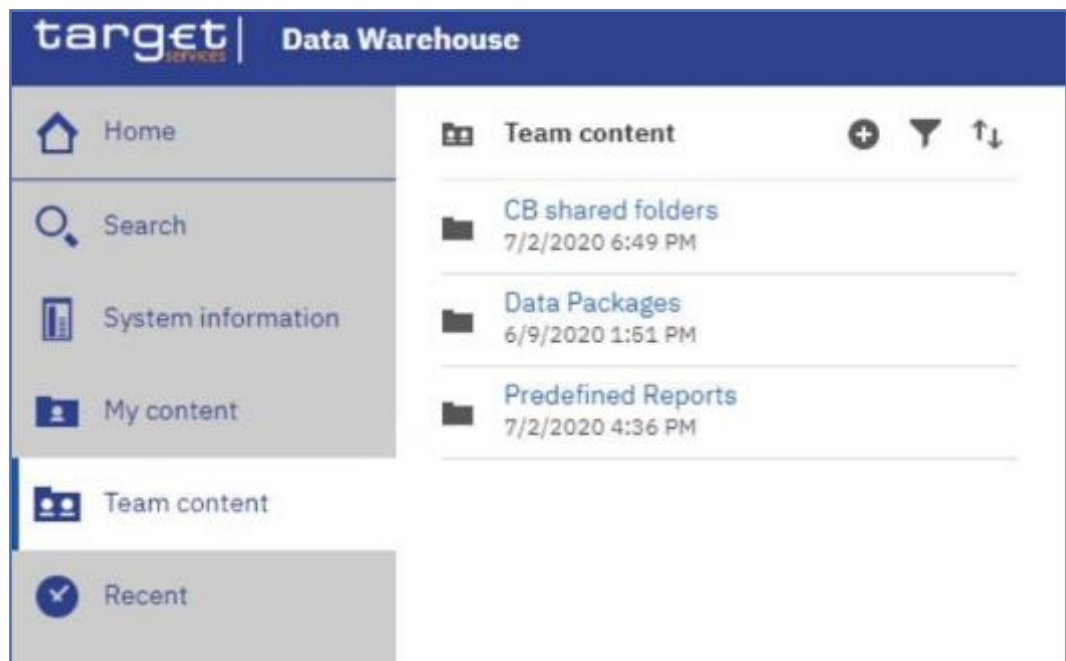 target| Data Warehouse
services
Home
Search
System information
My content
Team content
Recent
Team content
CB shared folders
7/2/2020 6:49 PM
Data Packages
6/9/2020 1:51 PM
Predefined Reports
7/2/2020 4:36 PM